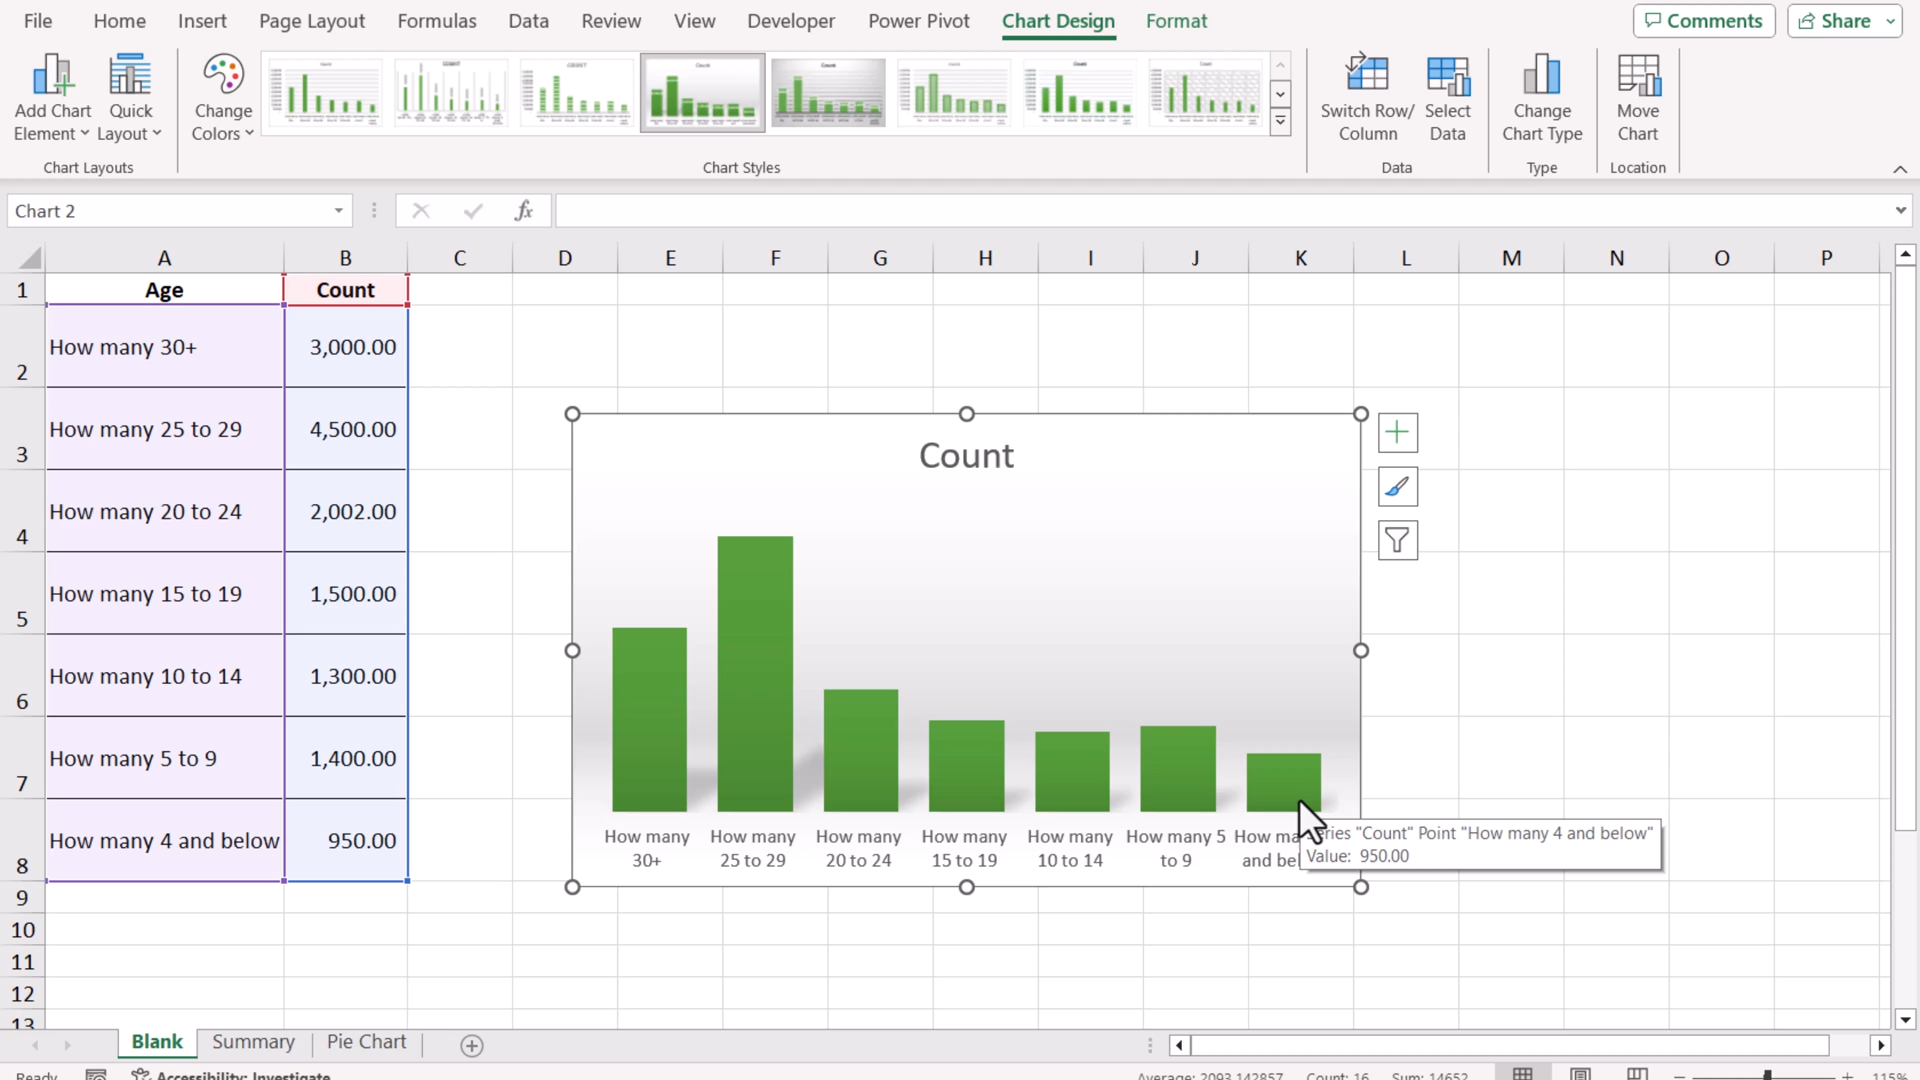 File Home Insert Page Layout Formulas Data Review View Developer Power Pivot Chart Design Format Comments Share
Add Chart Element
Quick Layout
Change Colors
Switch Row/ Column
Select Data
Change Chart Type
Move Chart
Chart Layouts Chart Styles Data Type Location
Chart 2 fx
A B C D E F G H I J K L M N O P
1 Age Count
2 How many 30+ 3,000.00
3 How many 25 to 29 4,500.00
4 How many 20 to 24 2,002.00
5 How many 15 to 19 1,500.00
6 How many 10 to 14 1,300.00
7 How many 5 to 9 1,400.00
8 How many 4 and below 950.00
9
10
11
12
13
Count
How many 30+
How many 25 to 29
How many 20 to 24
How many 15 to 19
How many 10 to 14
How many 5 to 9
How and
"Count" Point "How many 4 and below"
Value: 950.00
Blank Summary Pie Chart
Ready Accessibility: Investigate Average: 2093.142857 Count: 16 Sum: 14652 115%